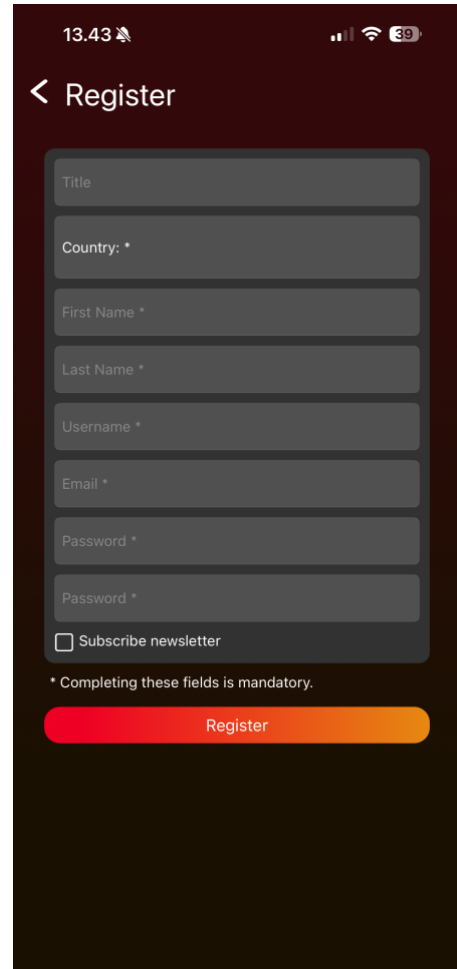 13.43
39
Register
Title
Country: *
First Name *
Last Name *
Username *
Email *
Password *
Password *
Subscribe newsletter
* Completing these fields is mandatory.
Register